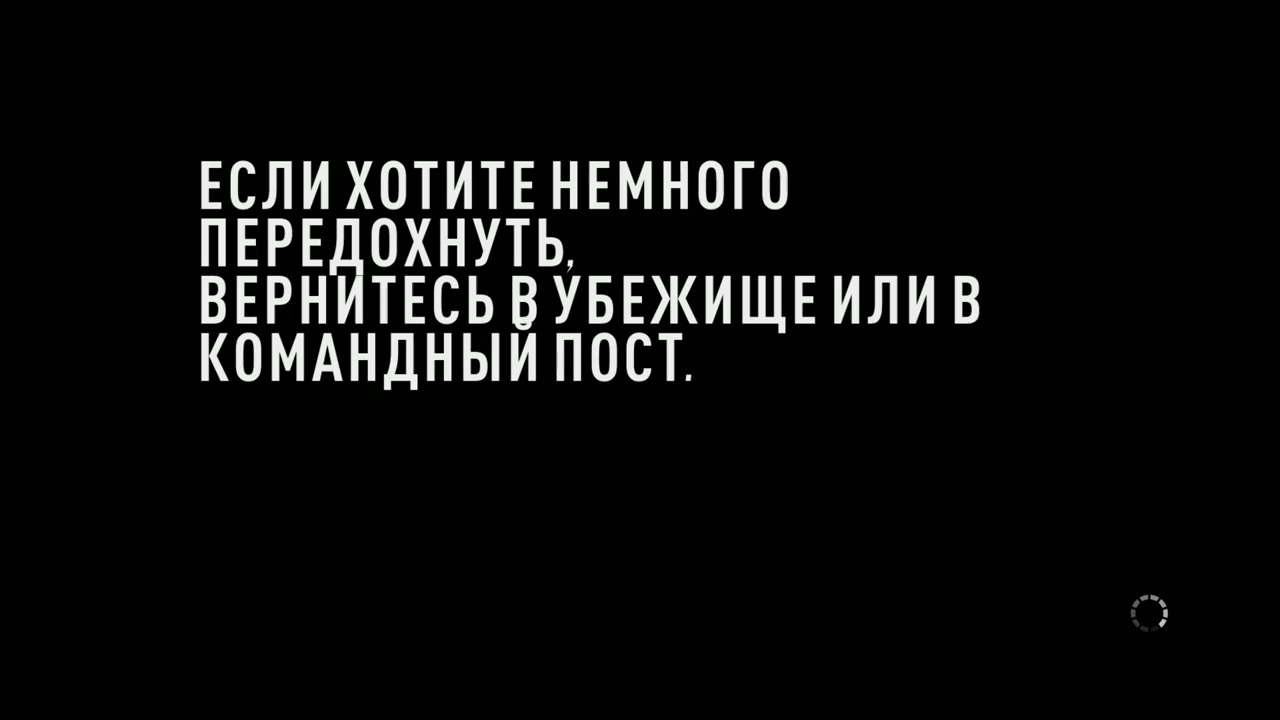 ЕСЛИ ХОТИТЕ НЕМНОГО
ПЕРЕДОХНУТЬ,
ВЕРНИТЕСЬ В УБЕЖИЩЕ ИЛИ В
КОМАНДНЫЙ ПОСТ.